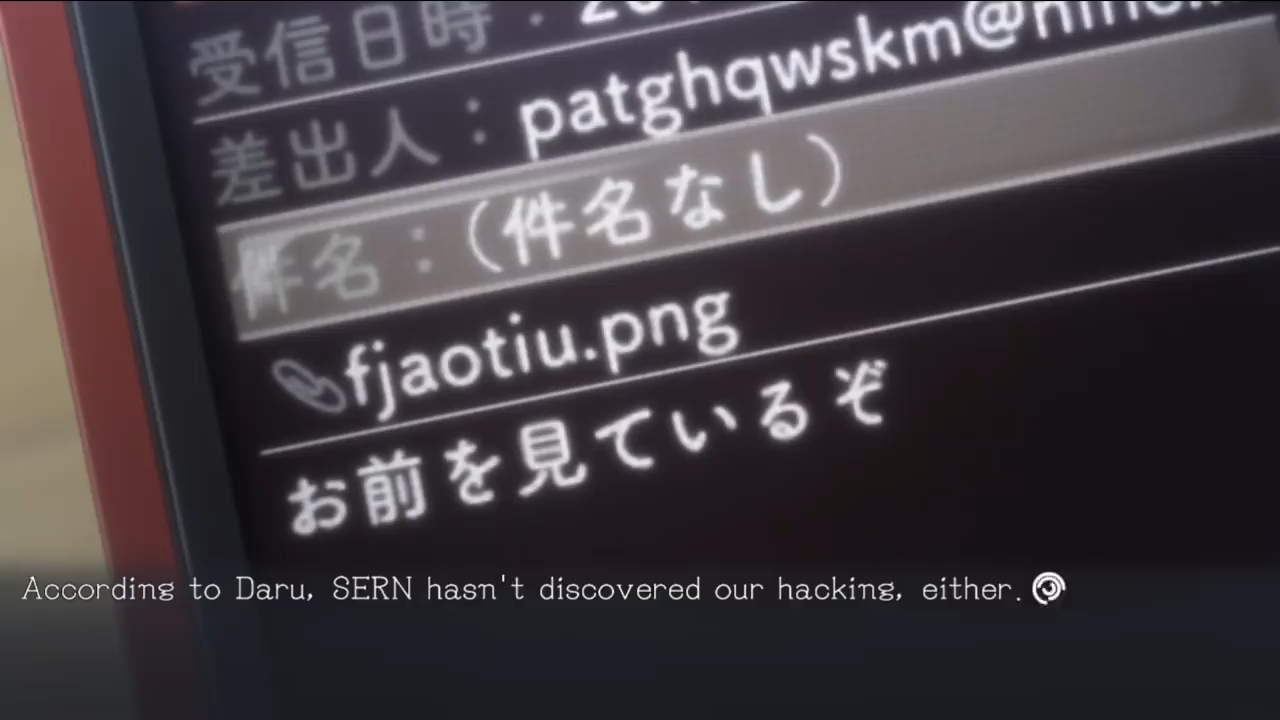 受信日時：20
差出人：patghqwskm@
件名：（件名なし）
fjaotiu.png
お前を見ているぞ
According to Daru, SERN hasn't discovered our hacking, either.